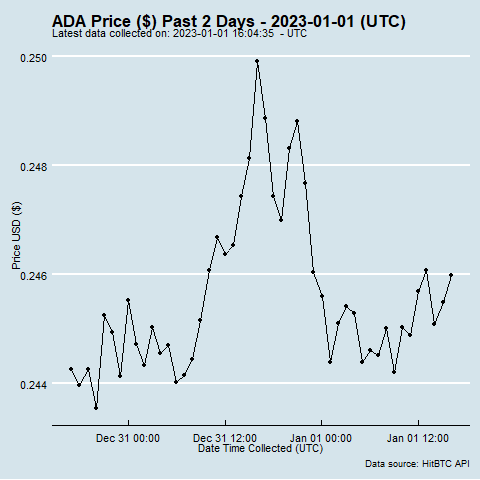 ADA Price ($) Past 2 Days - 2023-01-01 (UTC)
Latest data collected on: 2023-01-01 16:04:35  - UTC
0.250
0.248
0.246
0.244
Price USD ($)
Dec 31 00:00
Dec 31 12:00
Jan 01 00:00
Jan 01 12:00
Date Time Collected (UTC)
Data source: HitBTC API